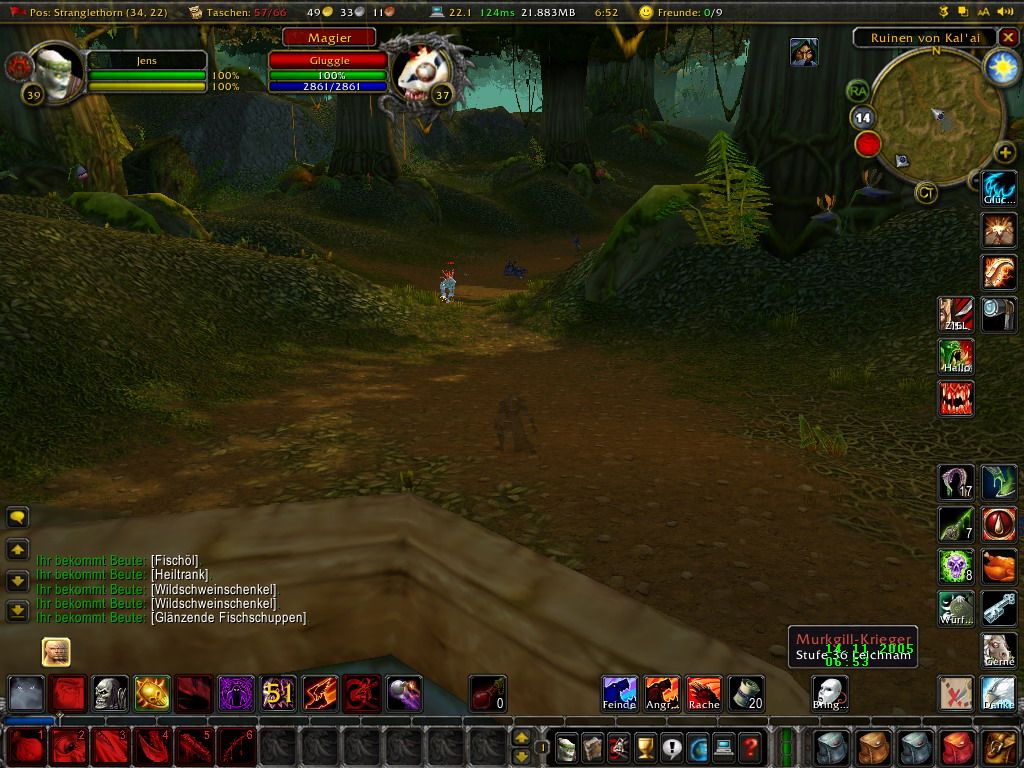 Pos: Stranglethorn (34, 22)
Taschen: 57/66
49 33 11
22.1 124ms 21.883MB
6:52
Freunde: 0/9
Magier
Jens
Gluggle
100%
100%
39
100%
2861/2861
37
Ruinen von Kal'ai
N
RA
14
CT
Gluc...
ZIEL
Hallo
17
7
8
Würf...
Ihr bekommt Beute: [Fischöl].
Ihr bekommt Beute: [Heiltrank].
Ihr bekommt Beute: [Wildschweinschenkel].
Ihr bekommt Beute: [Wildschweinschenkel].
Ihr bekommt Beute: [Glänzende Fischschuppen].
Murkgill-Krieger
Stufe 36 Leichnam
14.11.2005
06:53
Gerne
51
0
Feinde
Angr...
Rache
20
Bring...
Danke
1 2 3 4 5 6
1